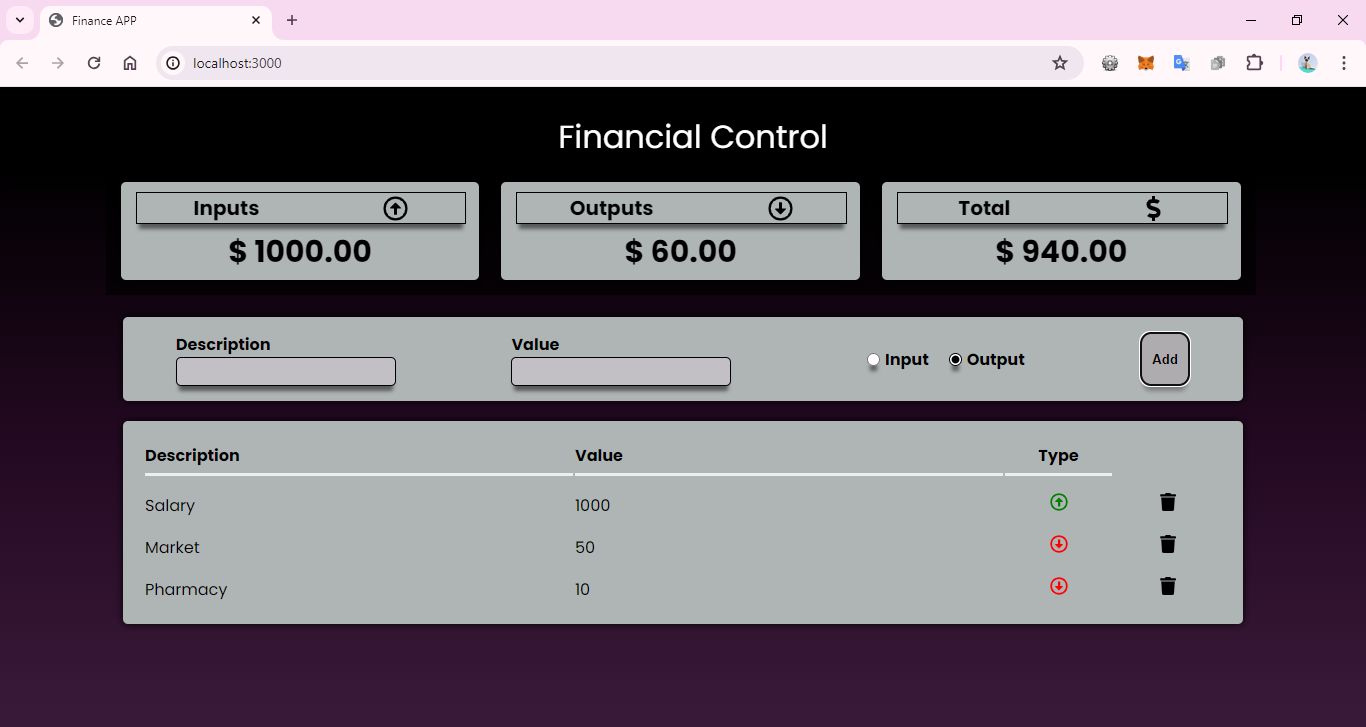 Finance APP
localhost:3000
Financial Control
Inputs
$ 1000.00
Outputs
$ 60.00
Total $
$ 940.00
Description
Value
Input
Output
Add
Description Value Type
Salary 1000
Market 50
Pharmacy 10